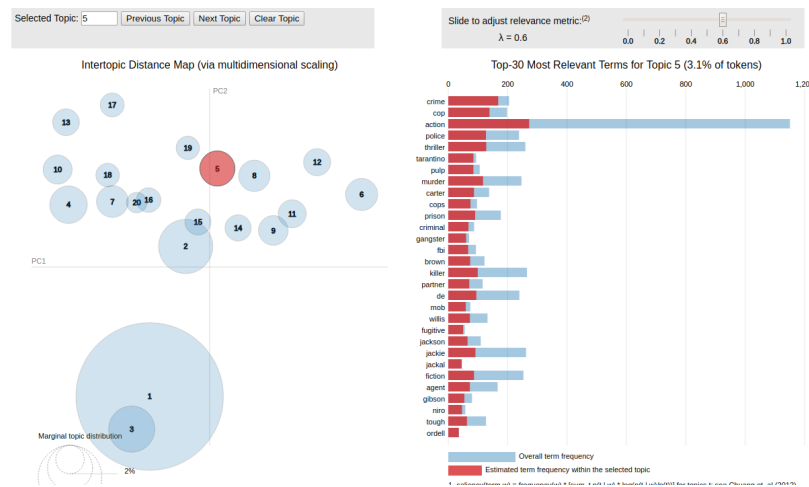 Selected Topic: 5 Previous Topic Next Topic Clear Topic
Slide to adjust relevance metric:(2)
λ = 0.6
0.0 0.2 0.4 0.6 0.8 1.0
Intertopic Distance Map (via multidimensional scaling)
PC2
PC1
17
13
19
12
10
18
5
8
6
4
7
20
16
11
15
14
9
2
1
3
Marginal topic distribution
2%
Top-30 Most Relevant Terms for Topic 5 (3.1% of tokens)
0 200 400 600 800 1,000 1,20
crime
cop
action
police
thriller
tarantino
pulp
murder
carter
cops
prison
criminal
gangster
fbi
brown
killer
partner
de
mob
willis
fugitive
jackson
jackie
jackal
fiction
agent
gibson
niro
tough
ordell
Overall term frequency
Estimated term frequency within the selected topic